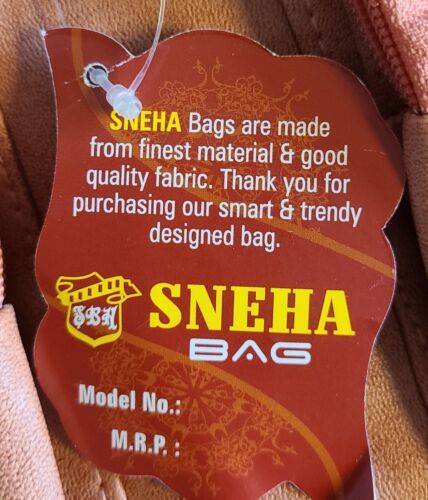 SNEHA Bags are made
from finest material & good
quality fabric. Thank you for
purchasing our smart & trendy
designed bag.
SBH
SNEHA
BAG
Model No.:
M.R.P. :